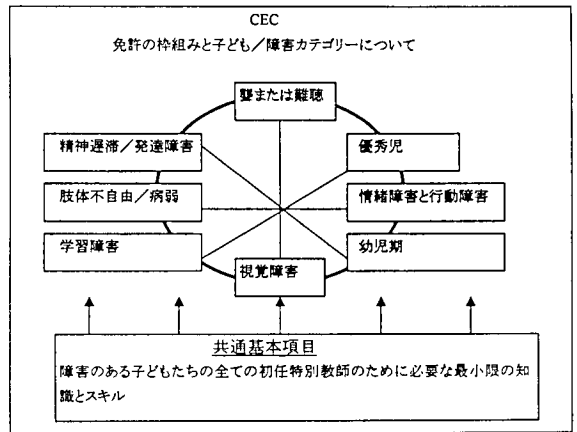 CEC
免許の枠組みと子ども／障害カテゴリーについて
聾または難聴
精神遅滞／発達障害
優秀児
肢体不自由／病弱
情緒障害と行動障害
学習障害
幼児期
視覚障害
共通基本項目
障害のある子どもたちの全ての初任特別教師のために必要な最小限の知
識とスキル